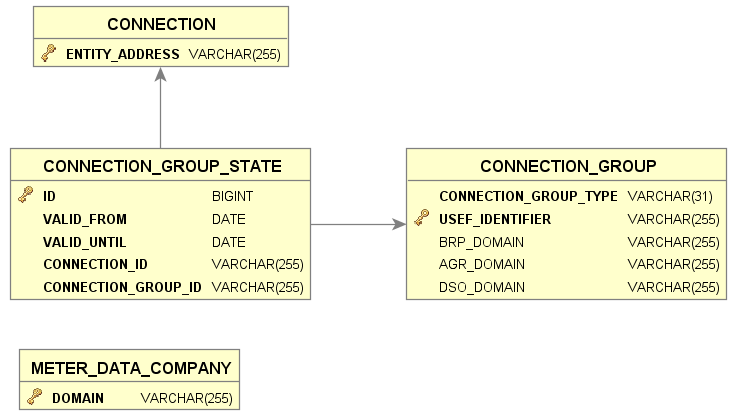 CONNECTION
ENTITY_ADDRESS VARCHAR(255)
CONNECTION_GROUP_STATE
ID BIGINT
VALID_FROM DATE
VALID_UNTIL DATE
CONNECTION_ID VARCHAR(255)
CONNECTION_GROUP_ID VARCHAR(255)
CONNECTION_GROUP
CONNECTION_GROUP_TYPE VARCHAR(31)
USEF_IDENTIFIER VARCHAR(255)
BRP_DOMAIN VARCHAR(255)
AGR_DOMAIN VARCHAR(255)
DSO_DOMAIN VARCHAR(255)
METER_DATA_COMPANY
DOMAIN VARCHAR(255)